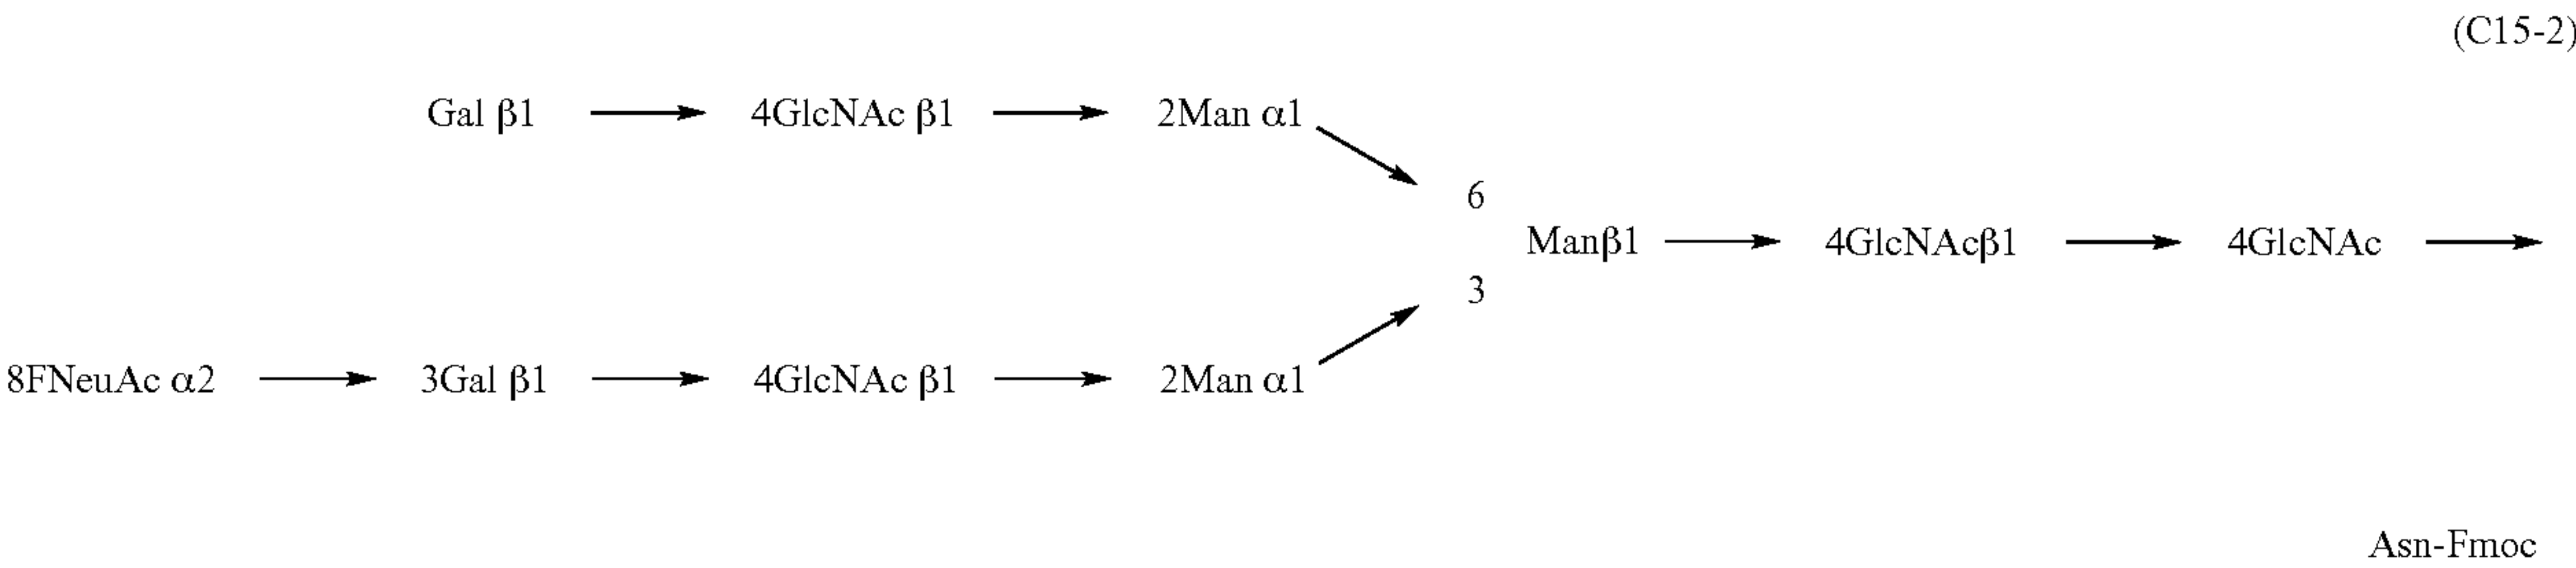 (C15-2)
Gal β1 → 4GlcNAc β1 → 2Man α1
6
Manβ1 → 4GlcNAcβ1 → 4GlcNAc →
3
8FNeuAc α2 → 3Gal β1 → 4GlcNAc β1 → 2Man α1
Asn-Fmoc